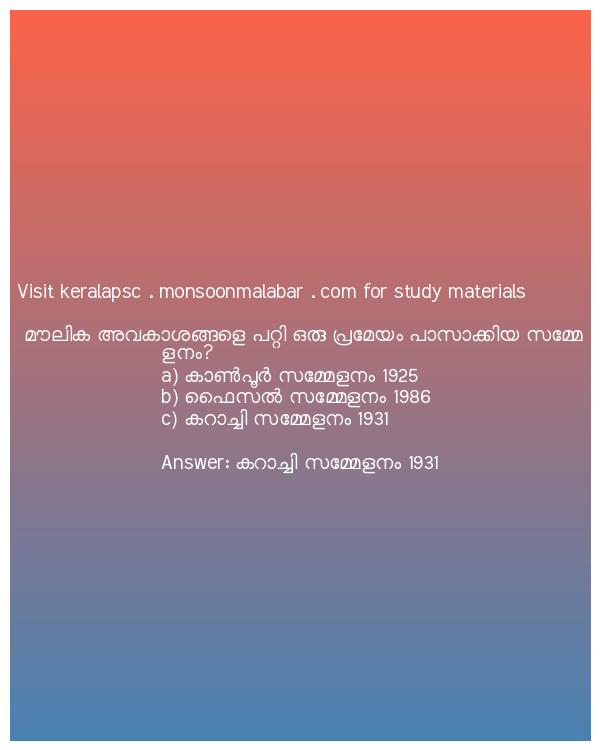 Visit keralapsc . monsoonmalabar . com for study materials
മൗലിക അവകാശങ്ങളെ പറ്റി ഒരു പ്രമേയം പാസാക്കിയ സമ്മേ
ളനം?
a) കാൺപൂർ സമ്മേളനം 1925
b) ഫൈസൽ സമ്മേളനം 1986
c) കറാച്ചി സമ്മേളനം 1931
Answer: കറാച്ചി സമ്മേളനം 1931